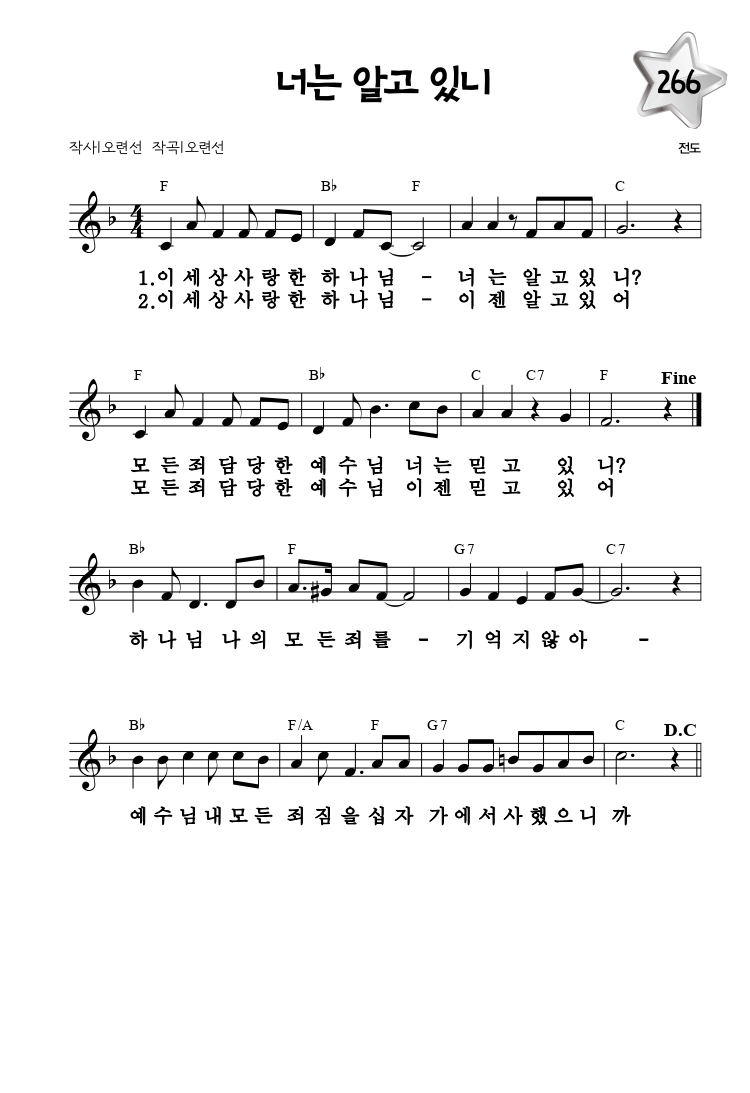 너는 알고 있니
266
작사|오련선 작곡|오련선
전도
F B♭ F C
4
4
1.이 세 상 사 랑 한 하 나 님 - 너 는 알 고 있 니?
2.이 세 상 사 랑 한 하 나 님 - 이 젠 알 고 있 어
F B♭ C C7 F Fine
모 든 죄 담 당 한 예 수 님 너 는 믿 고 있 니?
모 든 죄 담 당 한 예 수 님 이 젠 믿 고 있 어
B♭ F G7 C7
하 나 님 나 의 모 든 죄 를 - 기 억 지 않 아 -
B♭ F/A F G7 C D.C
예 수 님 내 모 든 죄 짐 을 십 자 가 에 서 사 했 으 니 까